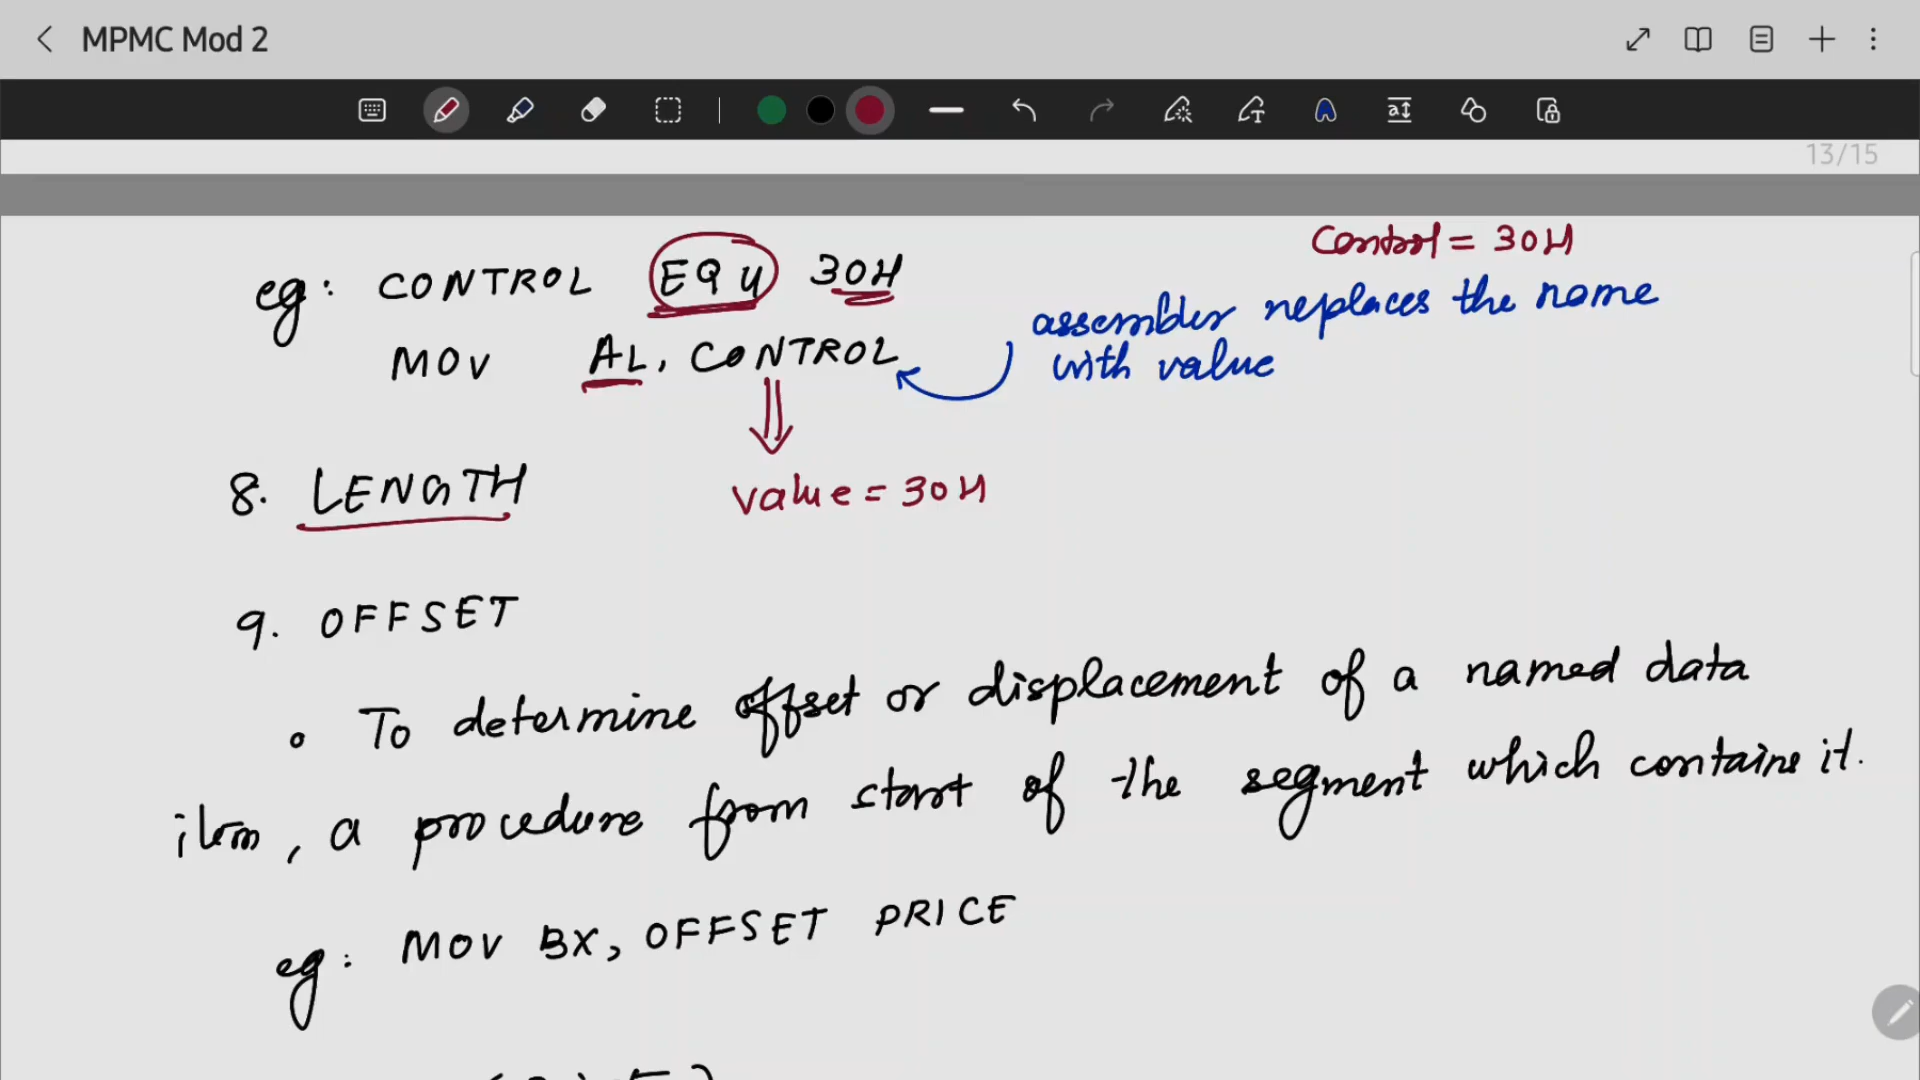 MPMC Mod 2
13/15
Control = 30H
eg: CONTROL EQU 30H
assembler replaces the name
with value
MOV AL, CONTROL
value = 30H
8. LENGTH
9. OFFSET
To determine offset or displacement of a named data
item, a procedure from start of the segment which contains it.
eg: MOV BX, OFFSET PRICE